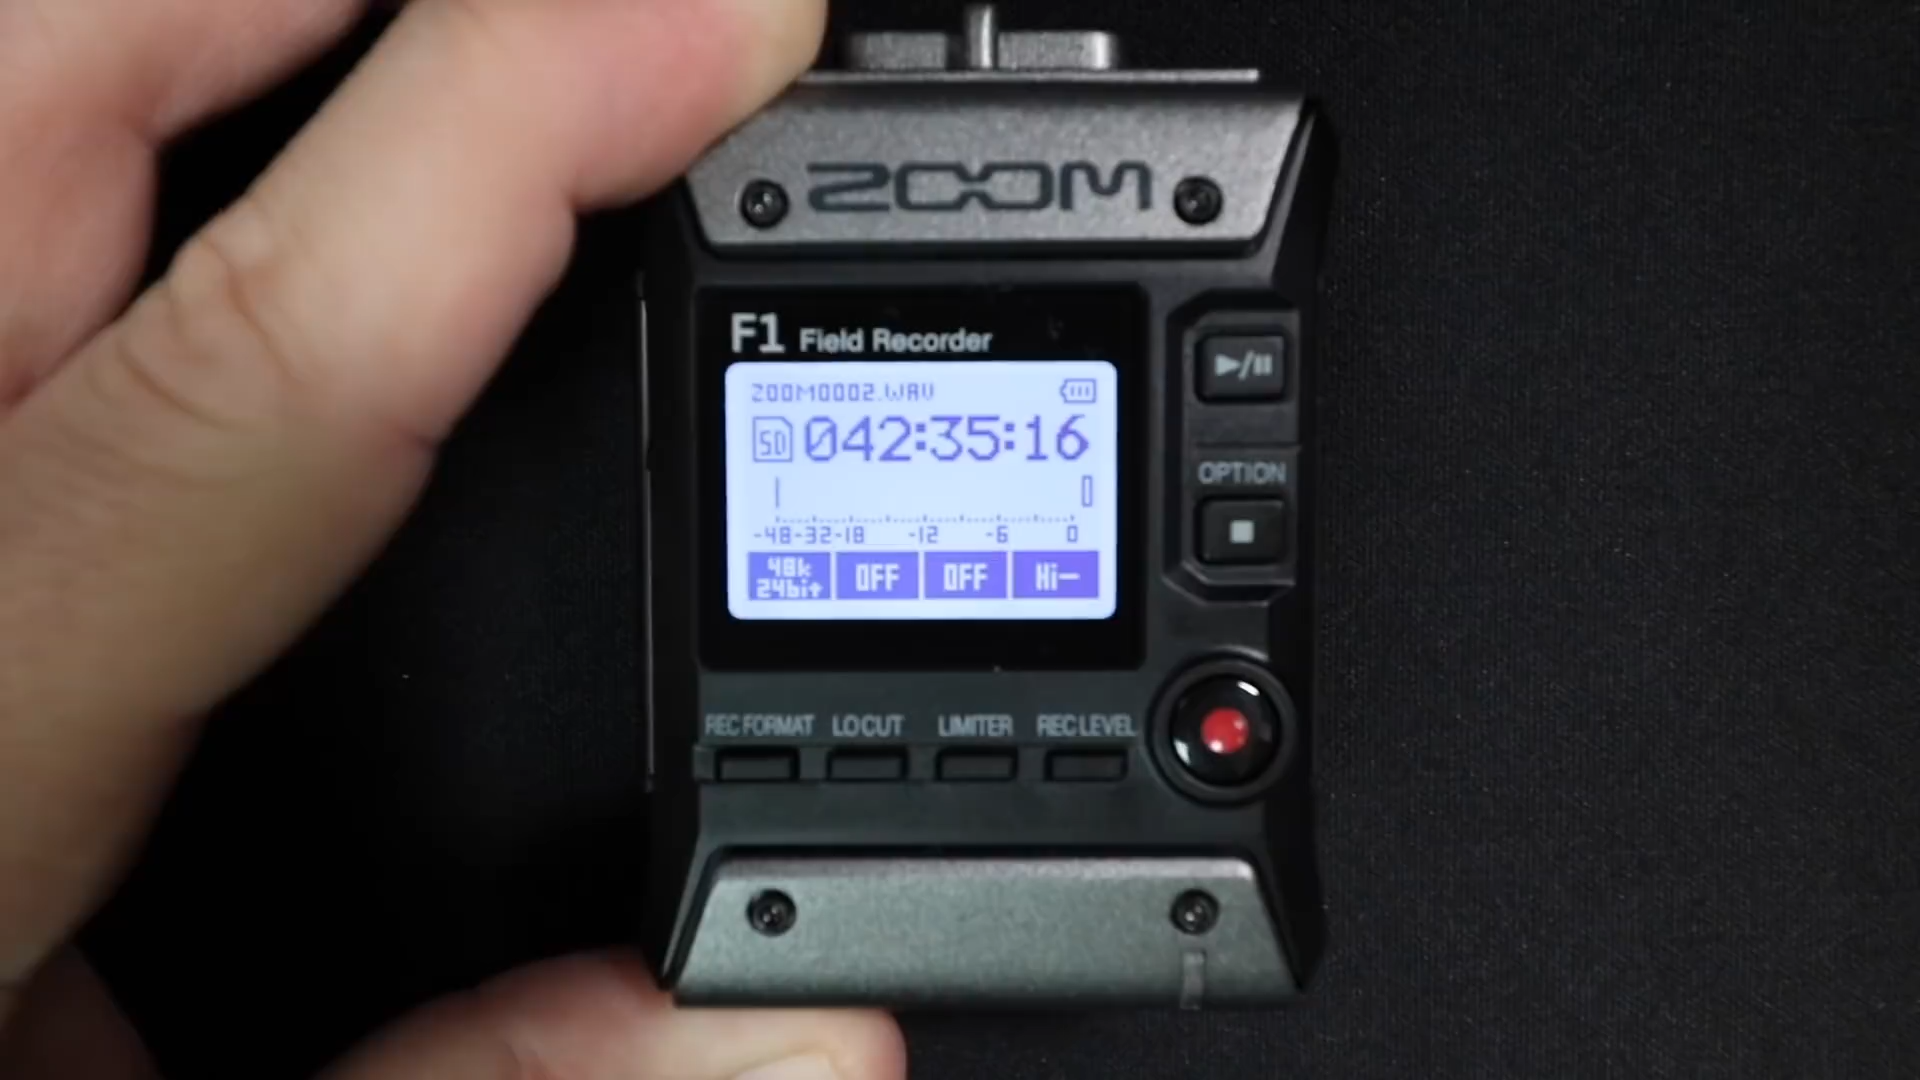 ZOOM
F1 Field Recorder
ZOOM0002.WAV
SD 042:35:16
-48-32-18 -12 -6 0
48k
24bit OFF OFF Hi-
OPTION
REC FORMAT LO CUT LIMITER REC LEVEL